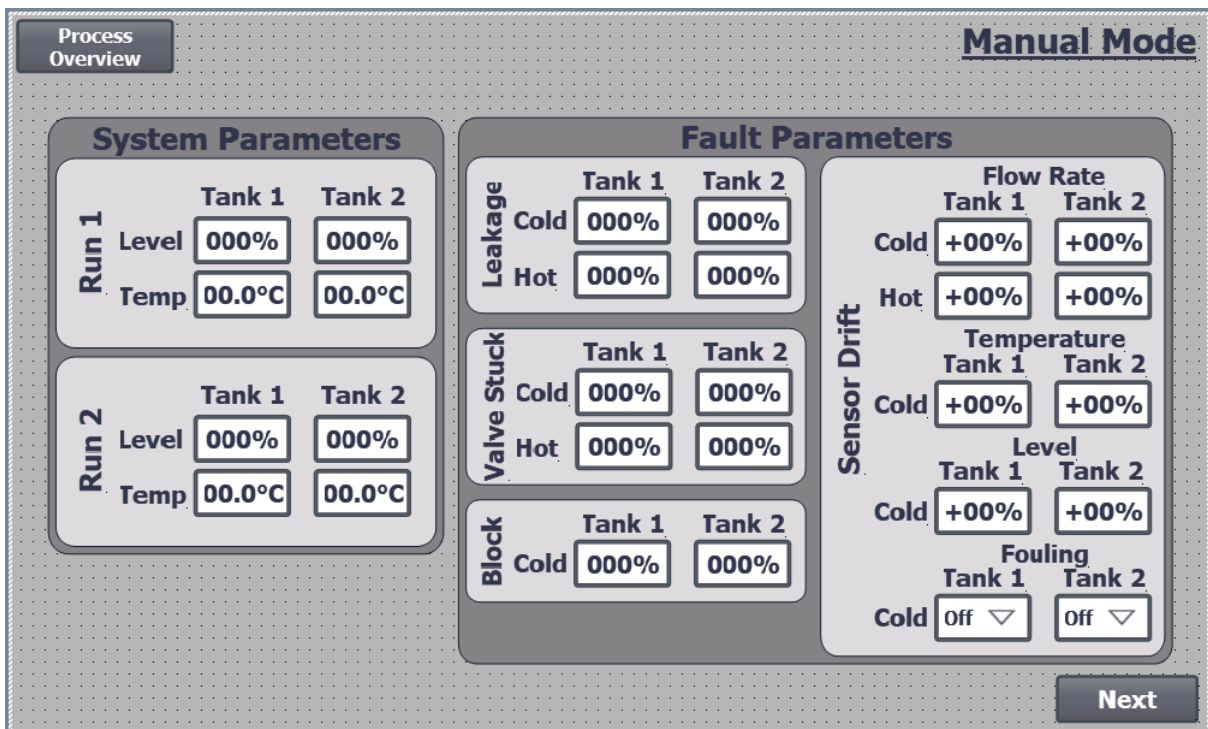 Process
Overview
Manual Mode
System Parameters
Run 1
Tank 1 Tank 2
Level 000% 000%
Temp 00.0°C 00.0°C
Run 2
Tank 1 Tank 2
Level 000% 000%
Temp 00.0°C 00.0°C
Fault Parameters
Leakage
Tank 1 Tank 2
Cold 000% 000%
Hot 000% 000%
Valve Stuck
Tank 1 Tank 2
Cold 000% 000%
Hot 000% 000%
Block
Tank 1 Tank 2
Cold 000% 000%
Sensor Drift
Flow Rate
Tank 1 Tank 2
Cold +00% +00%
Hot +00% +00%
Temperature
Tank 1 Tank 2
Cold +00% +00%
Level
Tank 1 Tank 2
Cold +00% +00%
Fouling
Tank 1 Tank 2
Cold Off Off
Next